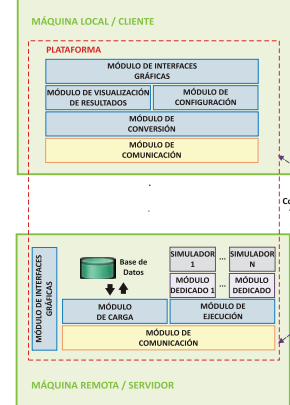 MÁQUINA LOCAL / CLIENTE
PLATAFORMA
MÓDULO DE INTERFACES
GRÁFICAS
MÓDULO DE VISUALIZACIÓN
DE RESULTADOS
MÓDULO DE
CONFIGURACIÓN
MÓDULO DE
CONVERSIÓN
MÓDULO DE
COMUNICACIÓN
MÓDULO DE INTERFACES
GRÁFICAS
Base de
Datos
SIMULADOR
1
...
SIMULADOR
N
MÓDULO
DEDICADO 1
...
MÓDULO
DEDICADO
MÓDULO
DE CARGA
MÓDULO DE
EJECUCIÓN
MÓDULO DE
COMUNICACIÓN
MÁQUINA REMOTA / SERVIDOR